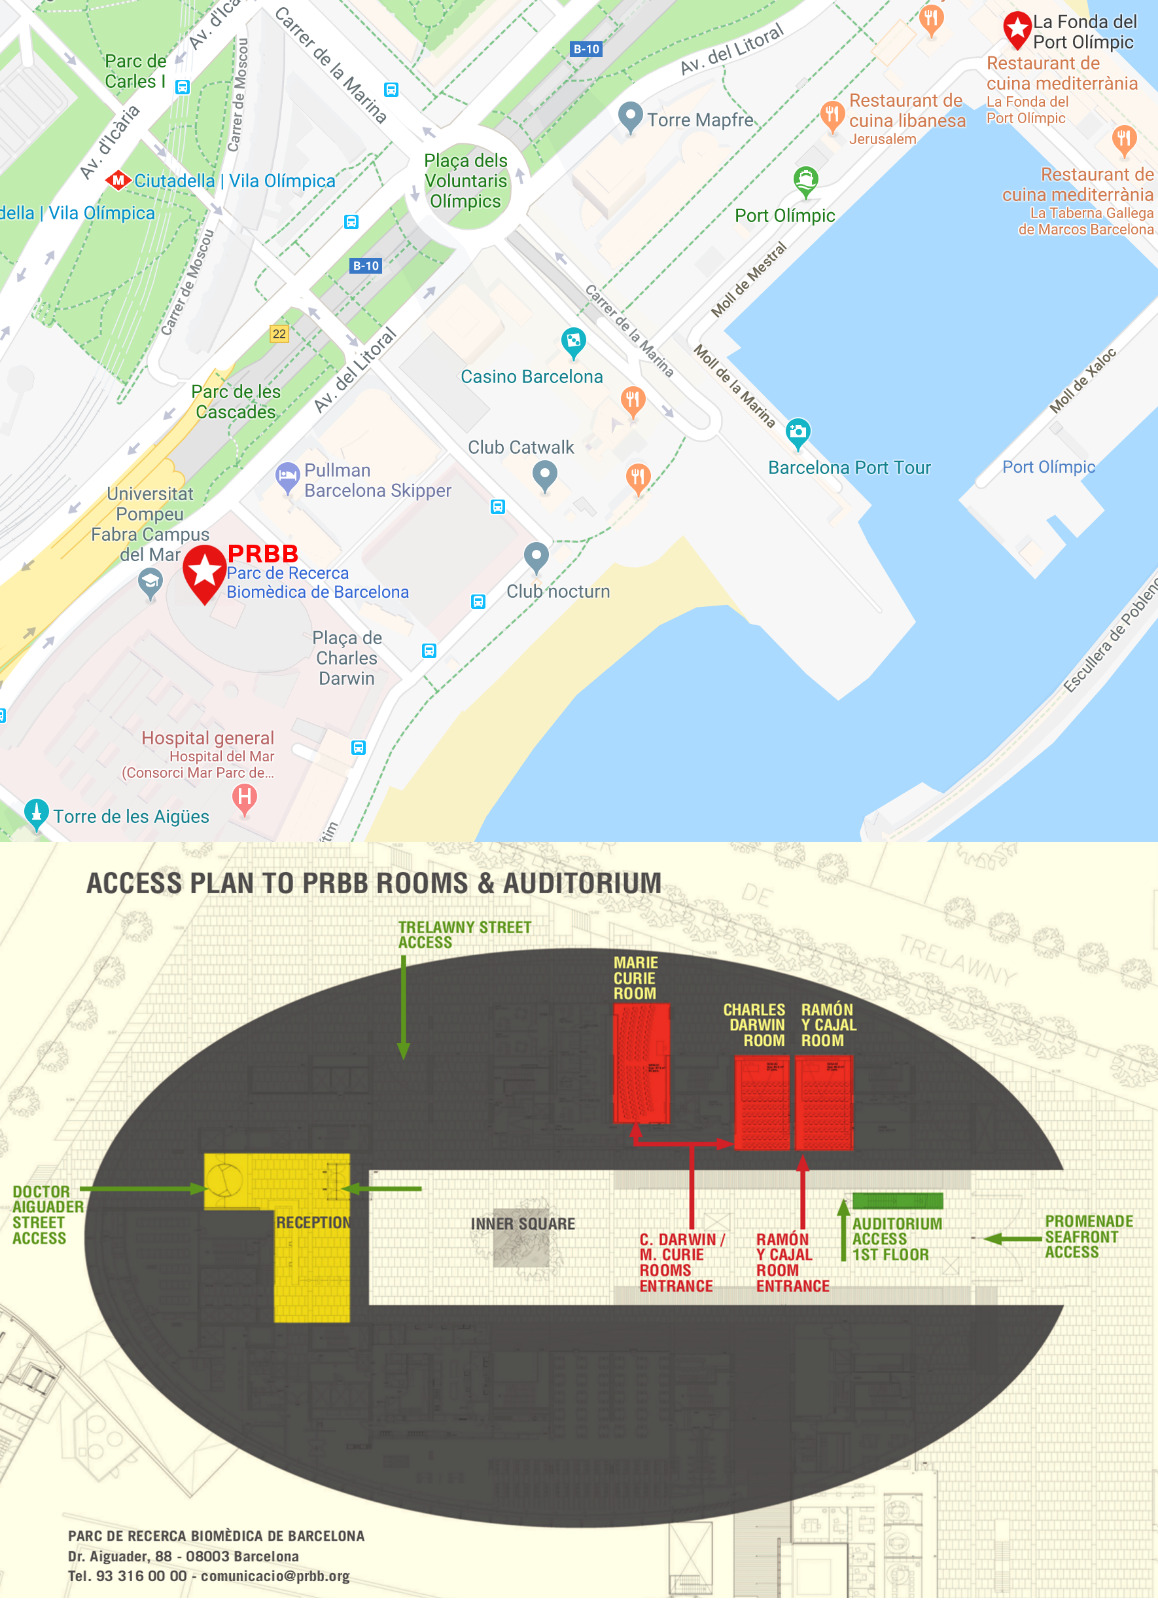 Av. d'Icà
Carrer de la Marina
B-10
Av. del Litoral
La Fonda del
Port Olímpic
Restaurant de
cuina mediterrània
La Fonda del
Port Olímpic
Parc de
Carles I
Carrer de Moscou
Av. d'Icària
Torre Mapfre
Restaurant de
cuina libanesa
Jerusalem
Plaça dels
Voluntaris
Olímpics
M
Ciutadella | Vila Olímpica
della | Vila Olímpica
Restaurant de
cuina mediterrània
La Taberna Gallega
de Marcos Barcelona
Port Olímpic
Carrer de Moscou
B-10
Moll de Mestral
Carrer de la Marina
22
Av. del Litoral
Casino Barcelona
Moll de la Marina
Moll de Xaloc
Parc de les
Cascades
Club Catwalk
Barcelona Port Tour
Port Olímpic
Pullman
Barcelona Skipper
Universitat
Pompeu
Fabra Campus
del Mar
PRBB
Parc de Recerca
Biomèdica de Barcelona
Club nocturn
Plaça de
Charles
Darwin
Escullera de Poblenc
Hospital general
Hospital del Mar
(Consorci Mar Parc de...
H
Torre de les Aigües
ítim
ACCESS PLAN TO PRBB ROOMS & AUDITORIUM
DE
TRELAWNY
TRELAWNY STREET
ACCESS
MARIE
CURIE
ROOM
CHARLES
DARWIN
ROOM
RAMÓN
Y CAJAL
ROOM
DOCTOR
AIGUADER
STREET
ACCESS
RECEPTION
INNER SQUARE
C. DARWIN /
M. CURIE
ROOMS
ENTRANCE
RAMÓN
Y CAJAL
ROOM
ENTRANCE
AUDITORIUM
ACCESS
1ST FLOOR
PROMENADE
SEAFRONT
ACCESS
PARC DE RECERCA BIOMÈDICA DE BARCELONA
Dr. Aiguader, 88 - 08003 Barcelona
Tel. 93 316 00 00 - comunicacio@prbb.org